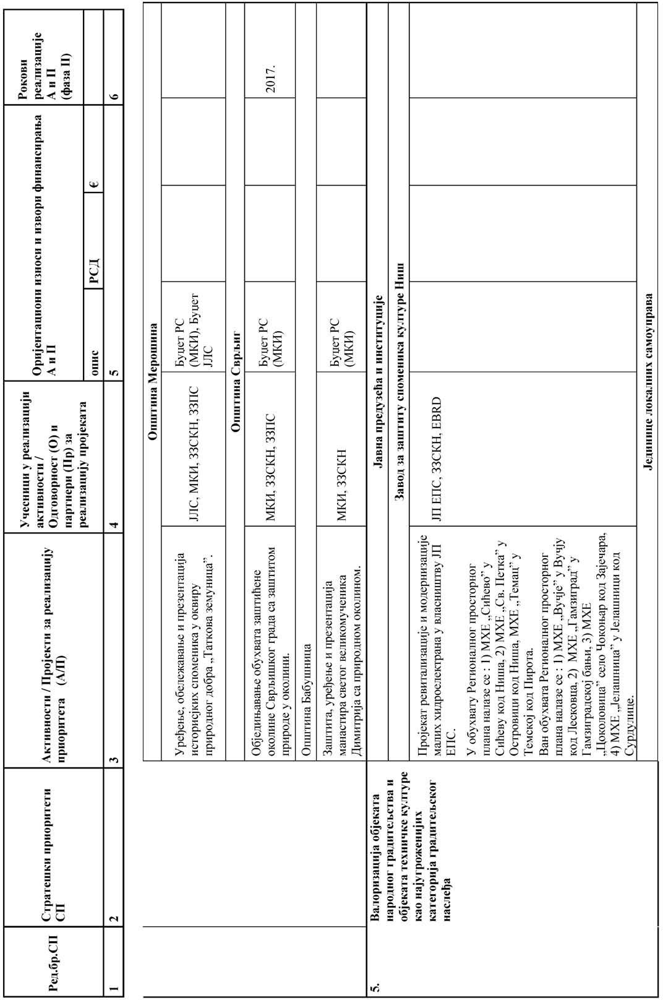 Ред.бр.СП
Стратешки приоритети
СП
Активности / Пројекти за реализацију
приоритета (А/П)
Учесници у реализацији
активности /
Одговорност (О) и
партнери (Пр) за
реализацију пројеката
Оријентациони износи и извори финансирања
А и П
опис
РСД
€
Рокови
реализације
А и П
(фаза II)
1
2
3
4
5
6
Општина Мерошина
Уређење, обележавање и презентација
историсјких споменика у оквиру
природног добра „Таткова земуница”.
ЈЛС, МКИ, ЗЗСКН, ЗЗПС
Буџет РС
(МКИ), Буџет
ЈЛС
Општина Сврљиг
Обједињавање обухвата заштићене
околине Сврљишког града са заштитом
природе у околини.
МКИ, ЗЗСКН, ЗЗПС
Буџет РС
(МКИ)
2017.
Општина Бабушница
Заштита, уређење и презентација
манастира светог великомученика
Димитрија са природном околином.
МКИ, ЗЗСКН
Буџет РС
(МКИ)
5.
Валоризација објеката
народног градитељства и
објеката техничке културе
као најугроженијих
категорија градитељског
наслеђа
Јавна предузећа и институције
Завод за заштиту споменика културе Ниш
Пројекат ревитализације и модернизације
малих хидроелектрана у власништву ЈП
ЕПС.
У обухвату Регионалног просторног
плана налазе се : 1) МХЕ „Сићево” у
Сићеву код Ниша, 2) МХЕ „Св. Петка” у
Островици код Ниша, МХЕ „Темац” у
Темској код Пирота.
Ван обухвата Регионалног просторног
плана налазе се : 1) МХЕ „Вучје” у Вучју
код Лесковца, 2) МХЕ „Гамзиград” у
Гамзиградској бањи, 3) МХЕ
„Цоколовица” село Чокоњар код Зајечара,
4) МХЕ „Јелашница” у Јелашници код
Сурдулице.
ЈП ЕПС, ЗЗСКН, EBRD
Јединице локалних самоуправа